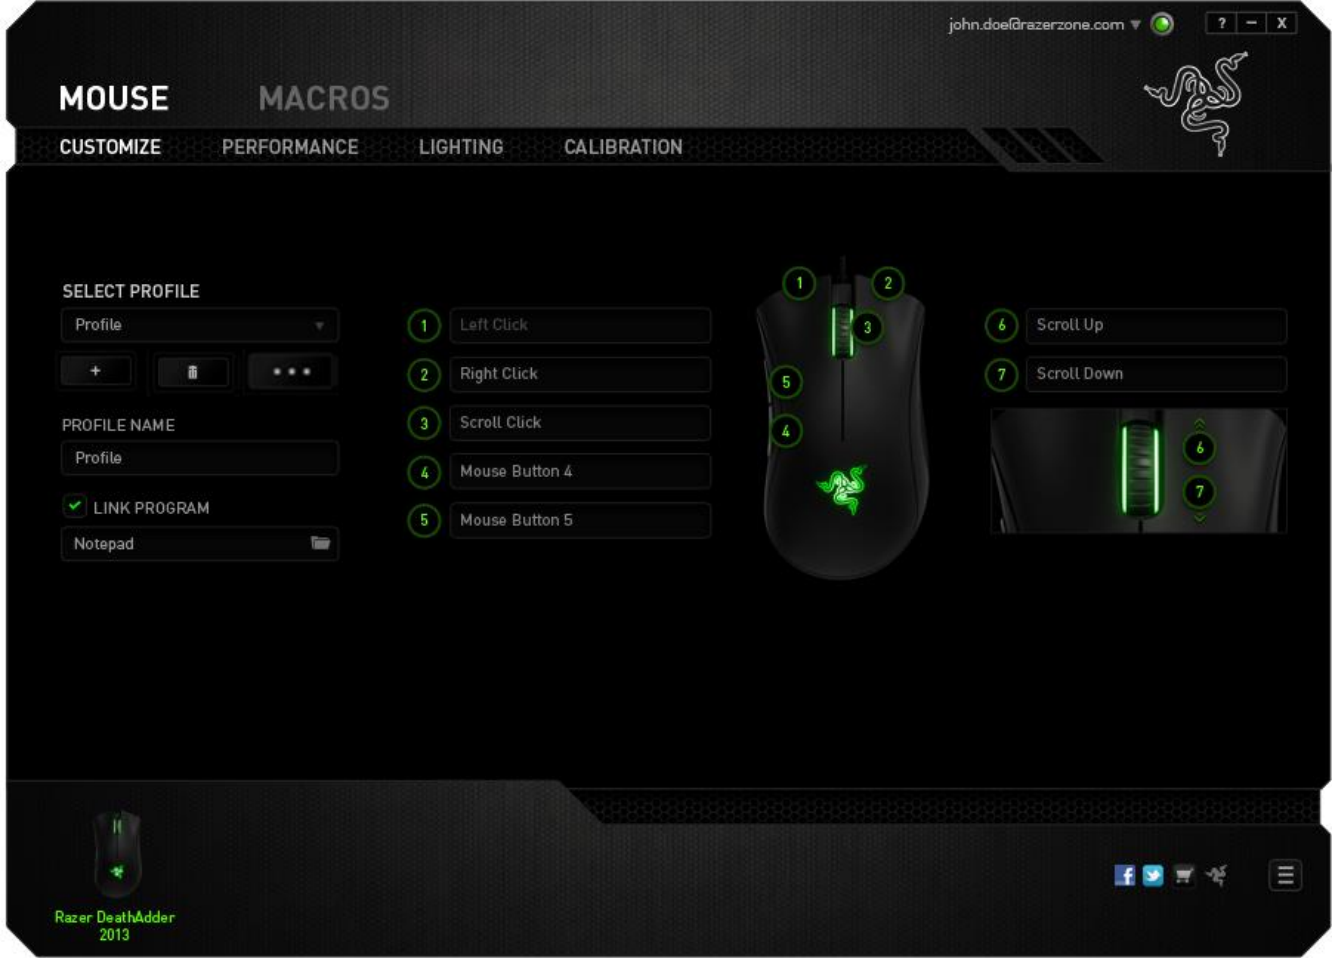 john.doe@razerzone.com
? – X
MOUSE MACROS
CUSTOMIZE PERFORMANCE LIGHTING CALIBRATION
SELECT PROFILE
Profile
+
PROFILE NAME
Profile
LINK PROGRAM
Notepad
1 Left Click
2 Right Click
3 Scroll Click
4 Mouse Button 4
5 Mouse Button 5
1 2
3
5
4
6 Scroll Up
7 Scroll Down
6
7
Razer DeathAdder
2013
f